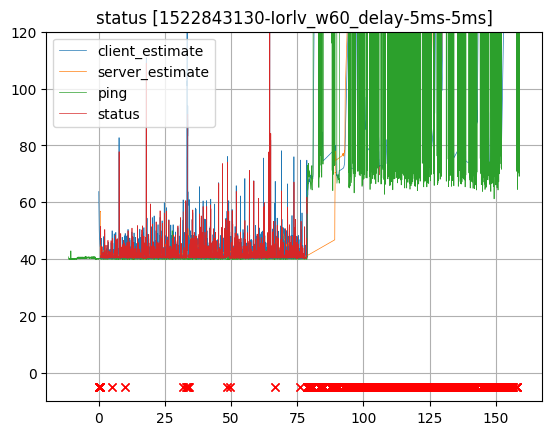 status [1522843130-lorlv_w60_delay-5ms-5ms]
120
100
80
60
40
20
0
client_estimate
server_estimate
ping
status
0
25
50
75
100
125
150